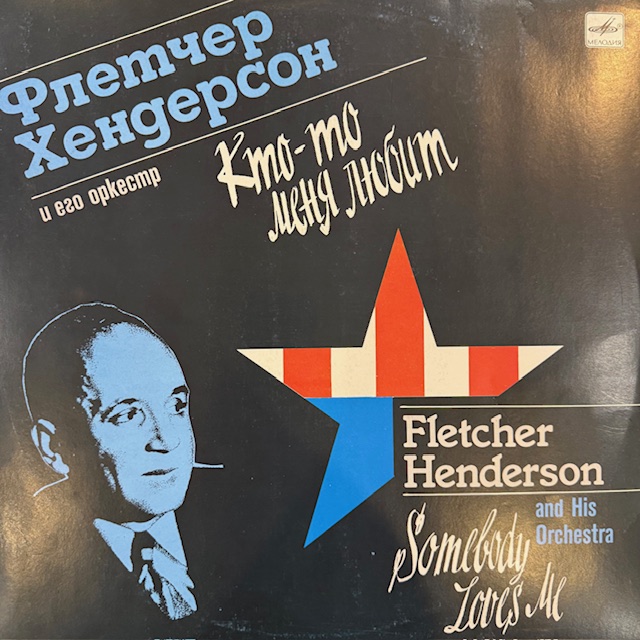 МЕЛОДИЯ
Флетчер
Хендерсон
и его оркестр
Кто-то
меня любит
Fletcher
Henderson
and His
Orchestra
Somebody
Loves Me